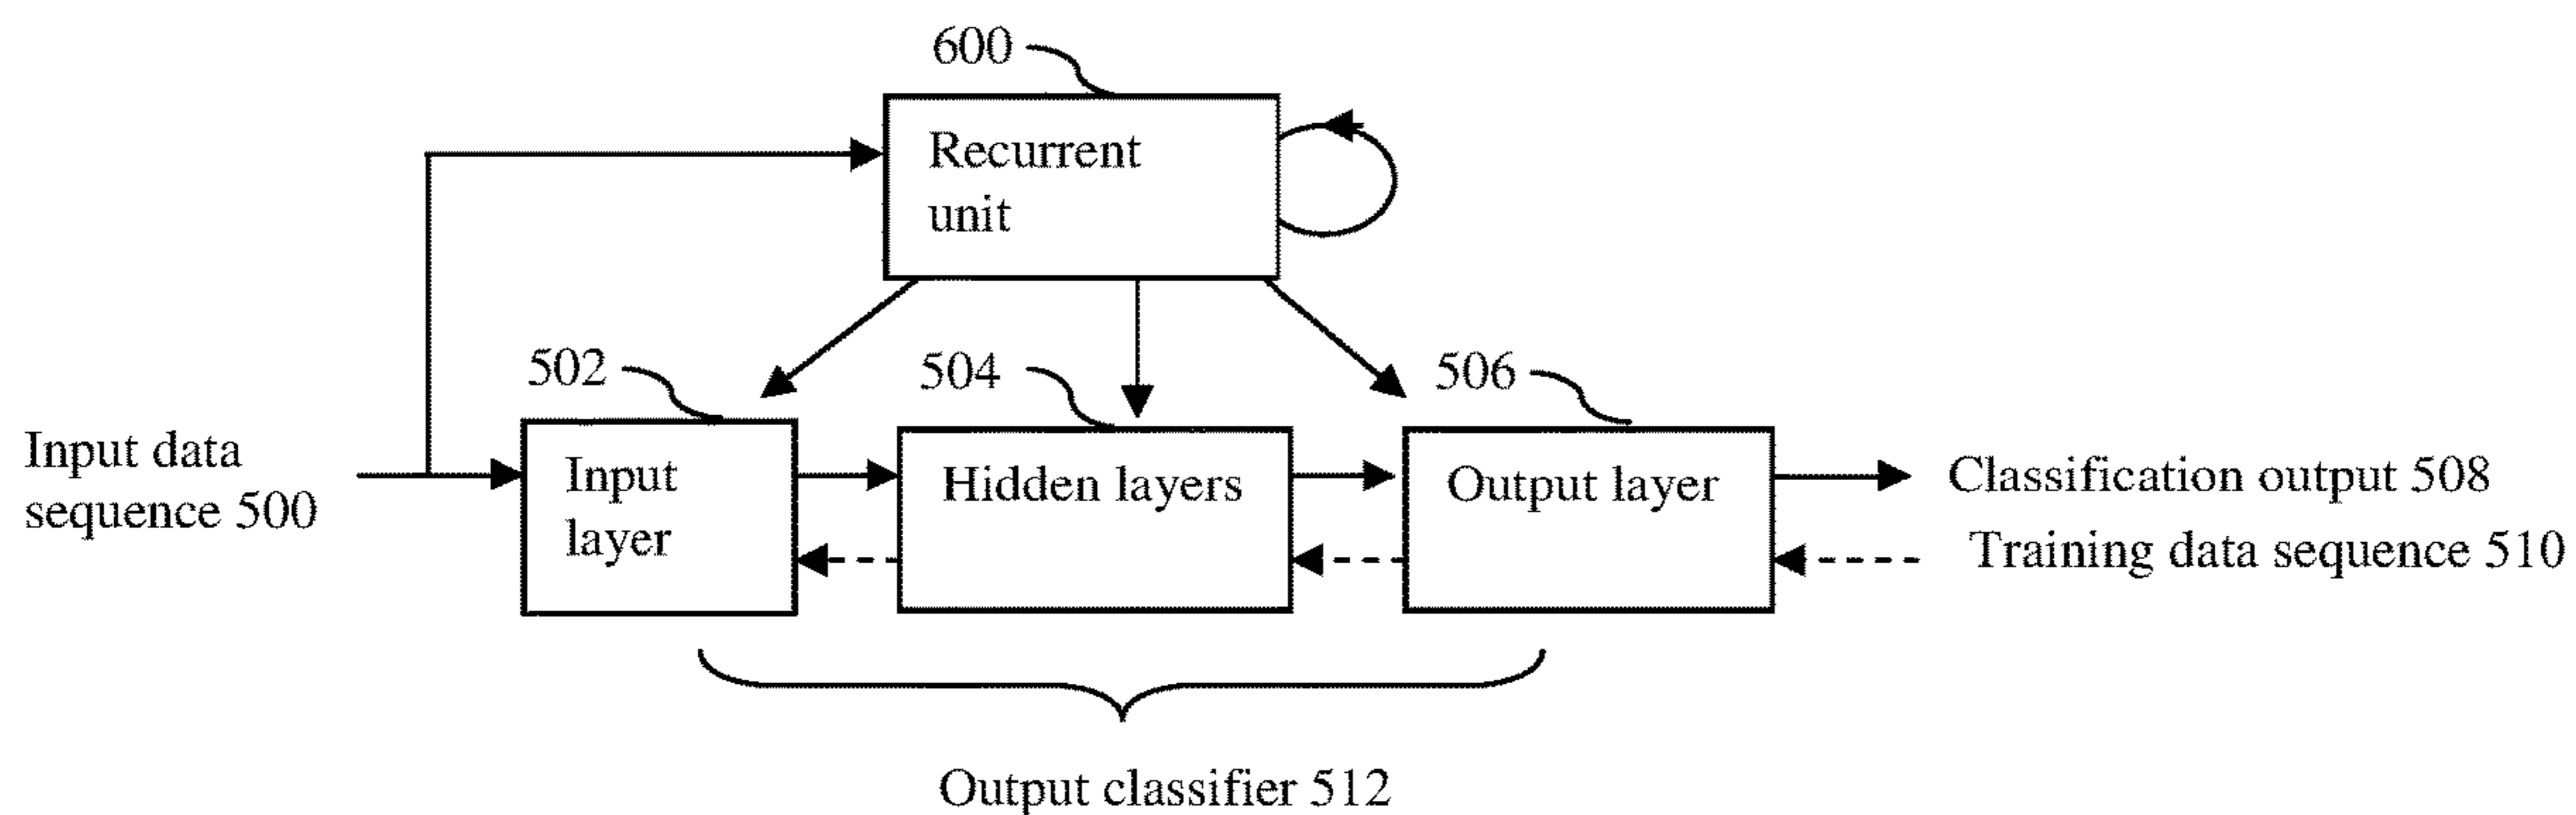 600
Recurrent
unit
502
504
506
Input data
sequence 500
Input
layer
Hidden layers
Output layer
Classification output 508
Training data sequence 510
Output classifier 512